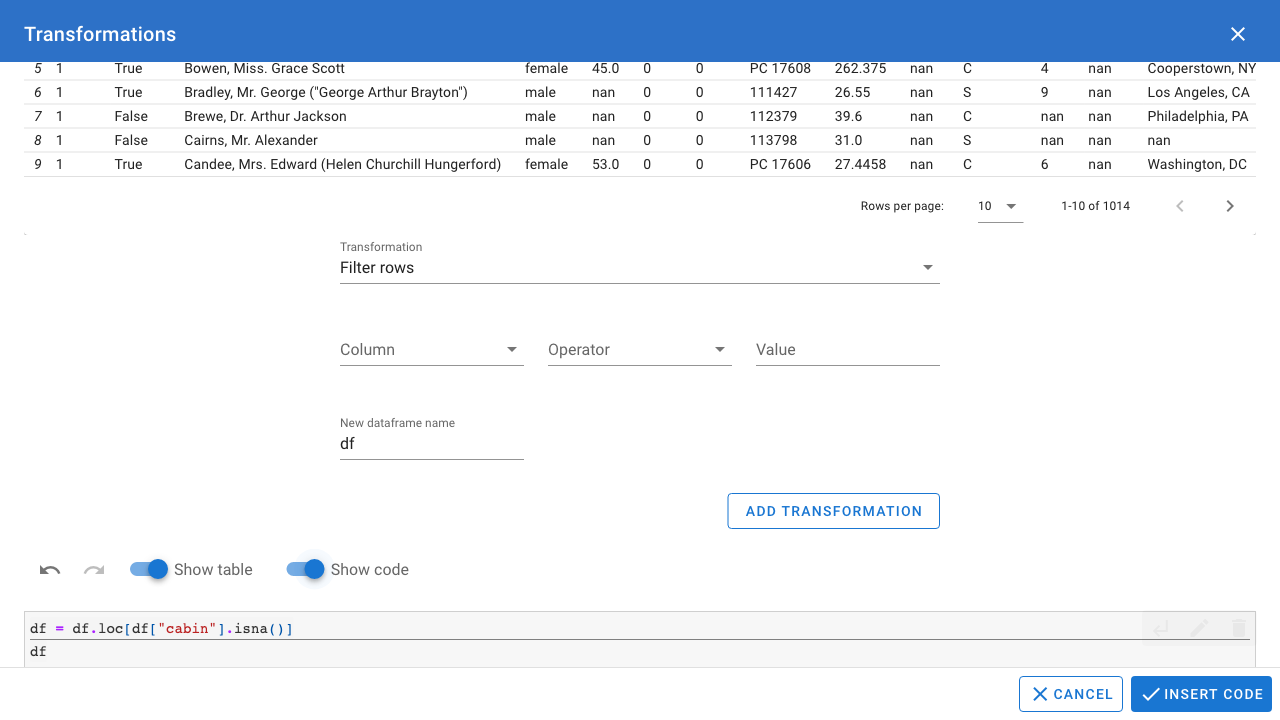 Transformations
5 1 True Bowen, Miss. Grace Scott female 45.0 0 0 PC 17608 262.375 nan C 4 nan Cooperstown, NY
6 1 True Bradley, Mr. George ("George Arthur Brayton") male nan 0 0 111427 26.55 nan S 9 nan Los Angeles, CA
7 1 False Brewe, Dr. Arthur Jackson male nan 0 0 112379 39.6 nan C nan nan Philadelphia, PA
8 1 False Cairns, Mr. Alexander male nan 0 0 113798 31.0 nan S nan nan nan
9 1 True Candee, Mrs. Edward (Helen Churchill Hungerford) female 53.0 0 0 PC 17606 27.4458 nan C 6 nan Washington, DC
Rows per page: 10 1-10 of 1014
Transformation
Filter rows
Column Operator Value
New dataframe name
df
ADD TRANSFORMATION
Show table Show code
df = df.loc[df["cabin"].isna()]
df
CANCEL INSERT CODE